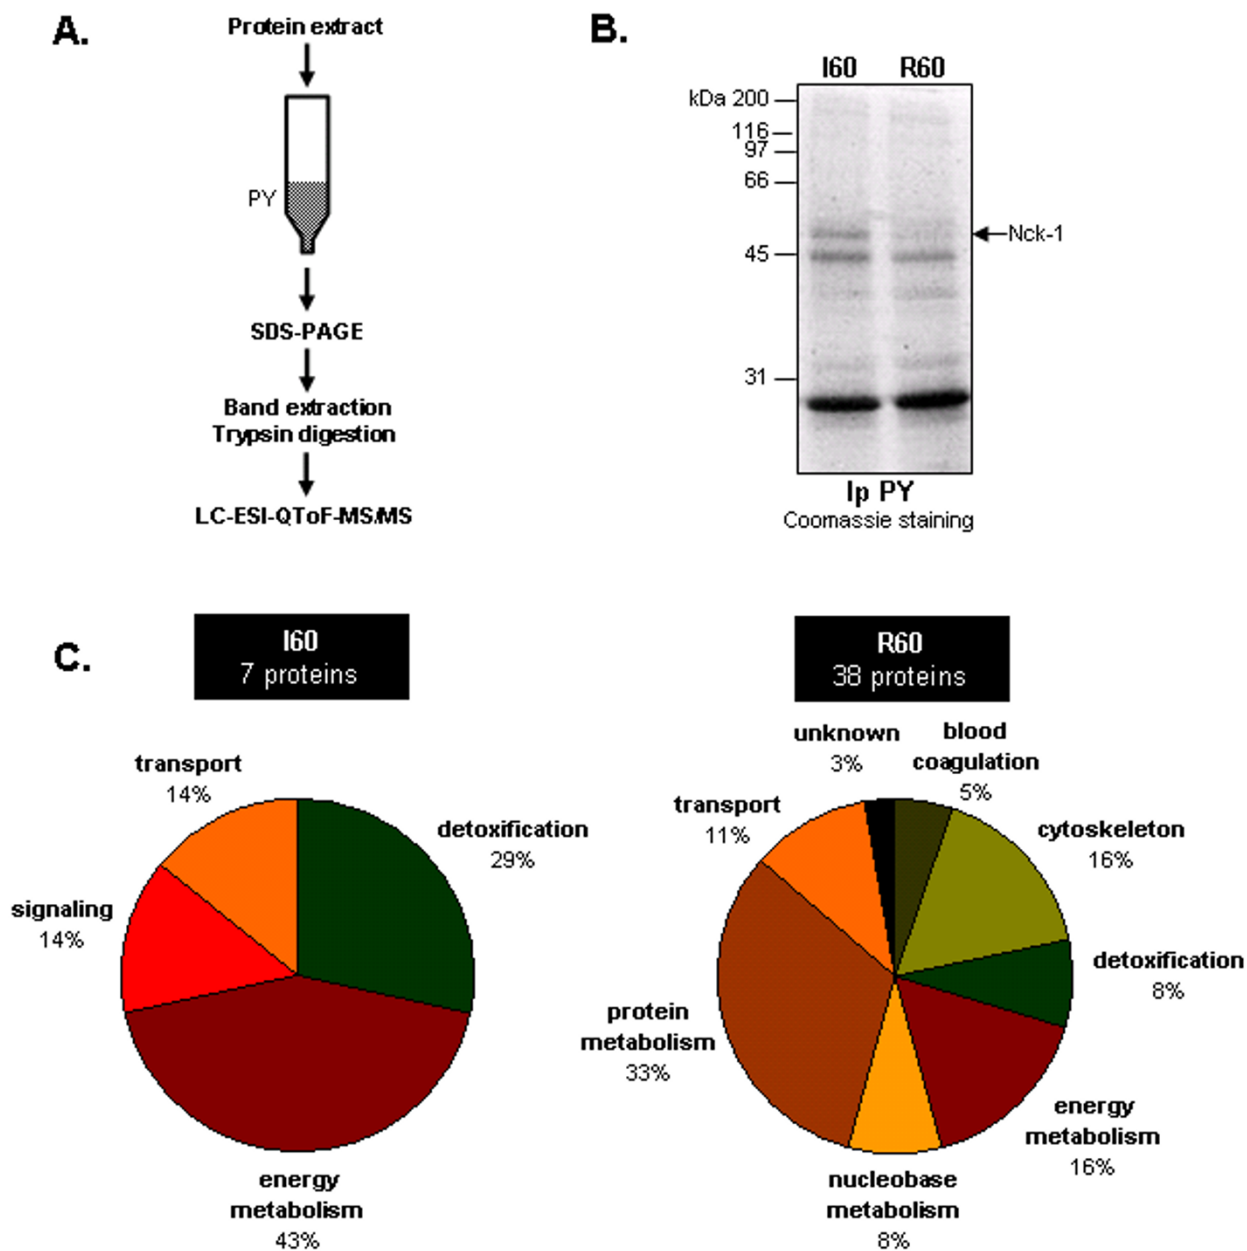 A.
Protein extract
PY
SDS-PAGE
Band extraction
Trypsin digestion
LC-ESI-QToF-MS/MS
B.
I60 R60
kDa 200
116
97
66
45
31
Nck-1
Ip PY
Coomassie staining
C.
I60
7 proteins
transport
14%
detoxification
29%
signaling
14%
energy
metabolism
43%
R60
38 proteins
unknown
3%
blood
coagulation
5%
transport
11%
cytoskeleton
16%
detoxification
8%
protein
metabolism
33%
energy
metabolism
16%
nucleobase
metabolism
8%